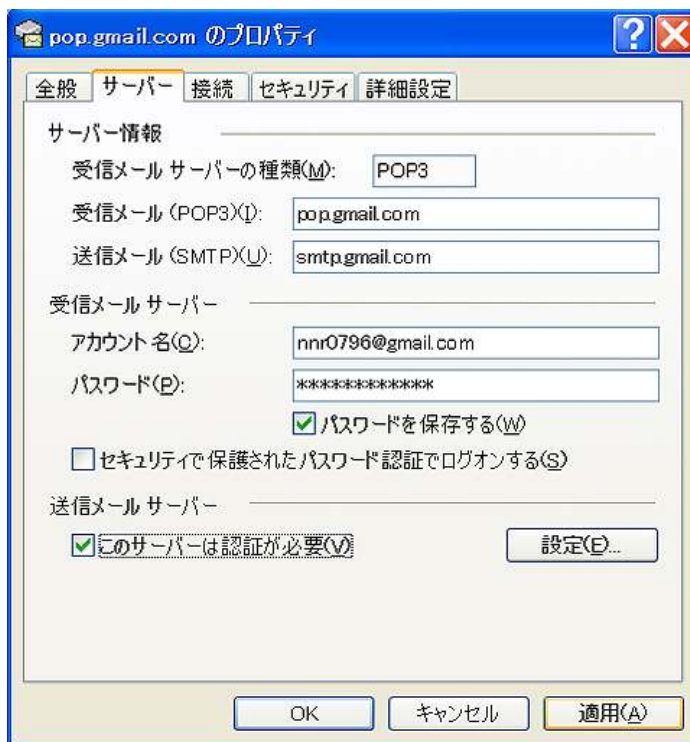 pop.gmail.com のプロパティ
全般 サーバー 接続 セキュリティ 詳細設定
サーバー情報
受信メール サーバーの種類(M): POP3
受信メール (POP3)(I): pop.gmail.com
送信メール (SMTP)(U): smtp.gmail.com
受信メール サーバー
アカウント名(C): nnr0796@gmail.com
パスワード(P): ************
パスワードを保存する(W)
セキュリティで保護されたパスワード認証でログオンする(S)
送信メール サーバー
このサーバーは認証が必要(V) 設定(E)...
OK キャンセル 適用(A)